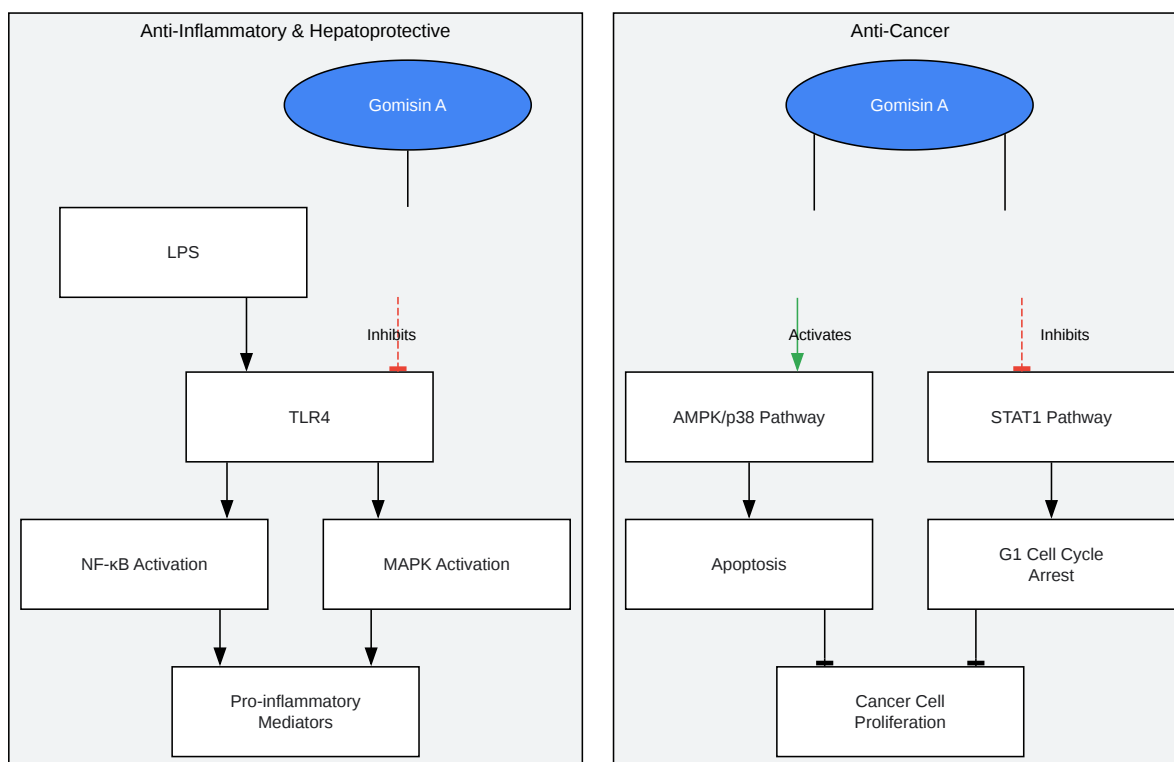 Anti-Inflammatory & Hepatoprotective
Gomisin A
LPS
Inhibits
TLR4
NF-κB Activation
MAPK Activation
Pro-inflammatory
Mediators
Anti-Cancer
Gomisin A
Activates
Inhibits
AMPK/p38 Pathway
STAT1 Pathway
Apoptosis
G1 Cell Cycle
Arrest
Cancer Cell
Proliferation